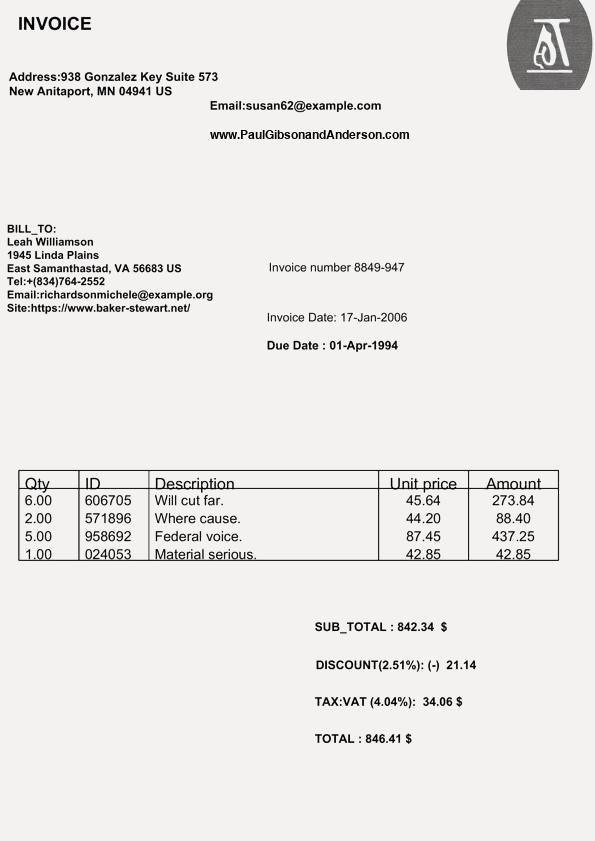 INVOICE
Address:938 Gonzalez Key Suite 573
New Anitaport, MN 04941 US
Email:susan62@example.com
www.PaulGibsonandAnderson.com
BILL_TO:
Leah Williamson
1945 Linda Plains
East Samanthastad, VA 56683 US
Tel:+(834)764-2552
Email:richardsonmichele@example.org
Site:https://www.baker-stewart.net/
Invoice number 8849-947
Invoice Date: 17-Jan-2006
Due Date : 01-Apr-1994
Qty ID Description Unit price Amount
6.00 606705 Will cut far. 45.64 273.84
2.00 571896 Where cause. 44.20 88.40
5.00 958692 Federal voice. 87.45 437.25
1.00 024053 Material serious. 42.85 42.85
SUB_TOTAL : 842.34 $
DISCOUNT(2.51%): (-) 21.14
TAX:VAT (4.04%): 34.06 $
TOTAL : 846.41 $